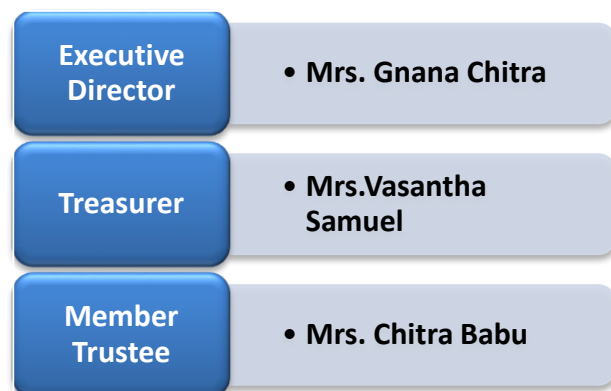 Executive
Director
• Mrs. Gnana Chitra
Treasurer
• Mrs.Vasantha
Samuel
Member
Trustee
• Mrs. Chitra Babu